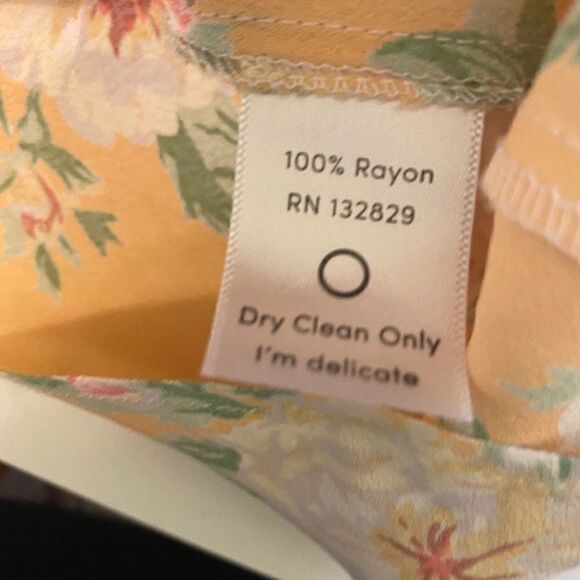 100% Rayon
RN 132829
Dry Clean Only
I'm delicate